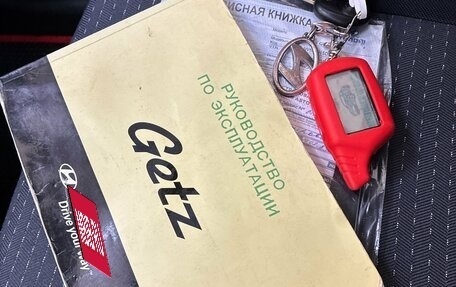 ИСНАЯ КНИЖКА
РУКОВОДСТВО
ПО ЭКСПЛУАТАЦИИ
Getz
Drive your way